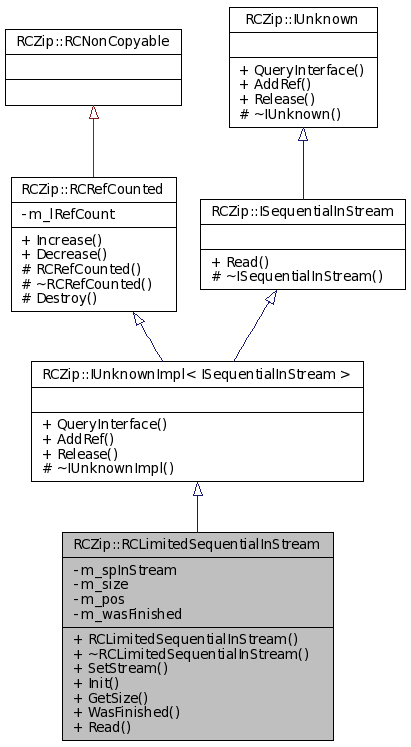 RCZip::RCNonCopyable
RCZip::IUnknown
+ QueryInterface()
+ AddRef()
+ Release()
# ~IUnknown()
RCZip::RCRefCounted
- m_lRefCount
+ Increase()
+ Decrease()
# RCRefCounted()
# ~RCRefCounted()
# Destroy()
RCZip::ISequentialInStream
+ Read()
# ~ISequentialInStream()
RCZip::IUnknownImpl< ISequentialInStream >
+ QueryInterface()
+ AddRef()
+ Release()
# ~IUnknownImpl()
RCZip::RCLimitedSequentialInStream
- m_spInStream
- m_size
- m_pos
- m_wasFinished
+ RCLimitedSequentialInStream()
+ ~RCLimitedSequentialInStream()
+ SetStream()
+ Init()
+ GetSize()
+ WasFinished()
+ Read()